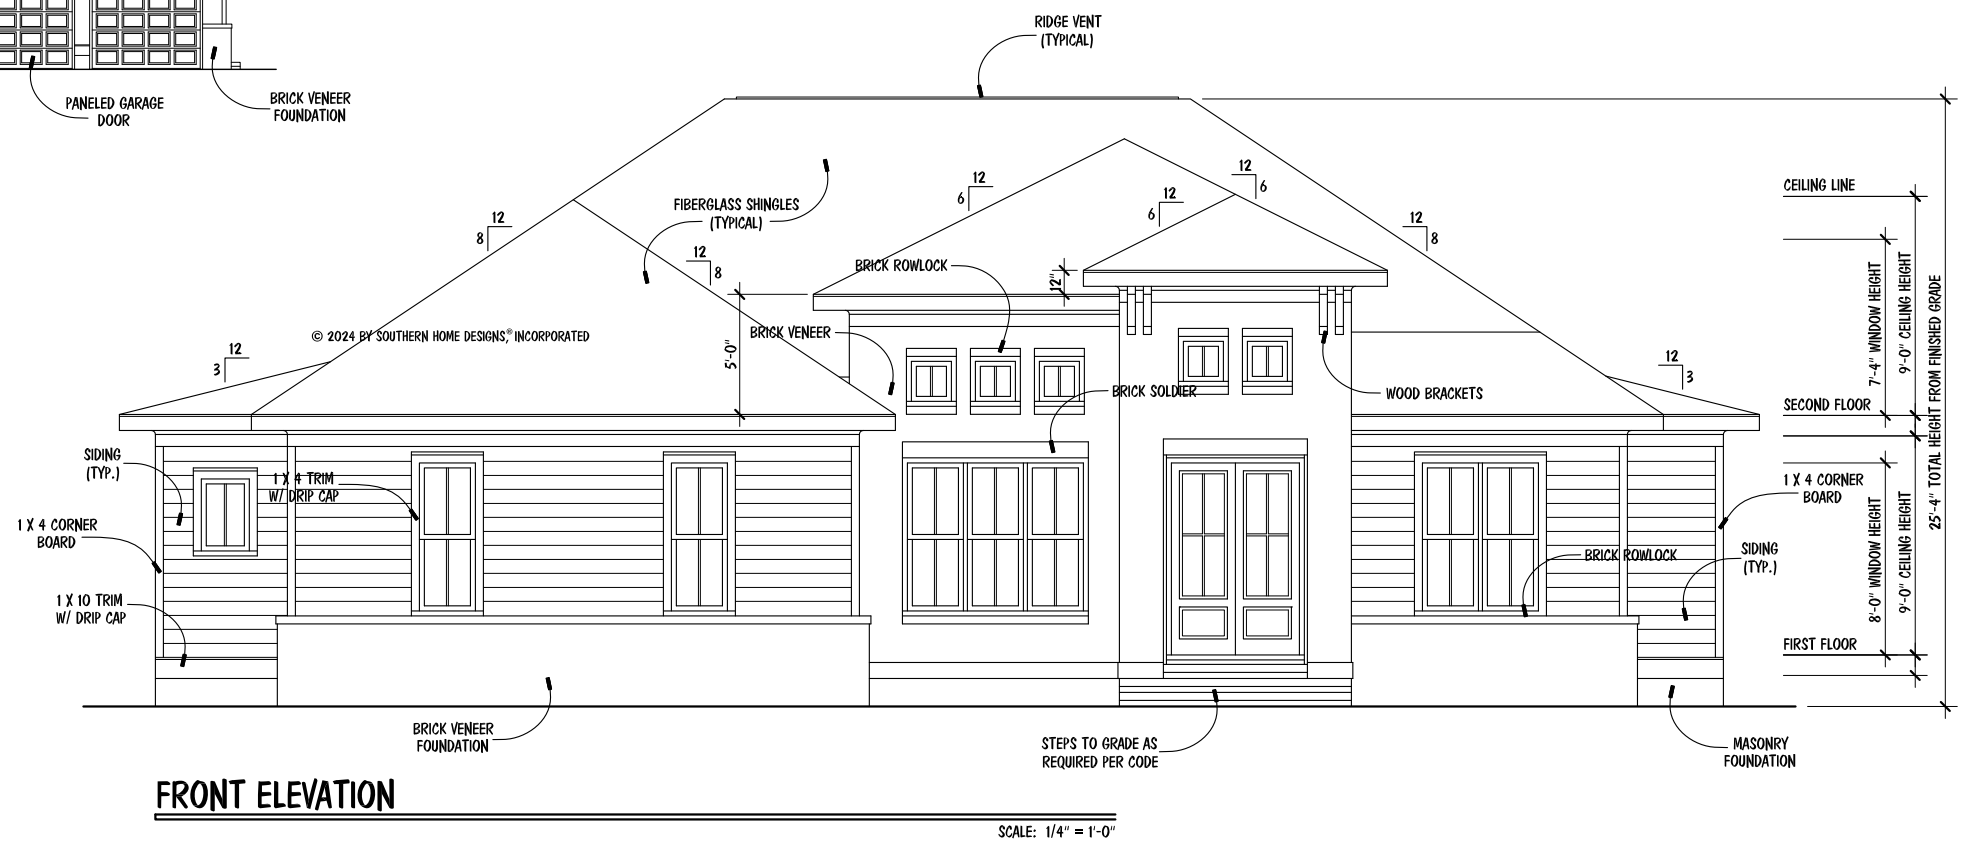 RIDGE VENT
(TYPICAL)
PANELED GARAGE
DOOR
BRICK VENEER
FOUNDATION
12
6
12
6
12
6
CEILING LINE
FIBERGLASS SHINGLES
(TYPICAL)
12
8
12
8
12
8
BRICK ROWLOCK
12"
7'-4" WINDOW HEIGHT
9'-0" CEILING HEIGHT
25'-4" TOTAL HEIGHT FROM FINISHED GRADE
© 2024 BY SOUTHERN HOME DESIGNS,® INCORPORATED
BRICK VENEER
5'-0"
12
3
12
3
BRICK SOLDIER
WOOD BRACKETS
SECOND FLOOR
SIDING
(TYP.)
1 X 4 TRIM
W/ DRIP CAP
1 X 4 CORNER
BOARD
1 X 4 CORNER
BOARD
BRICK ROWLOCK
SIDING
(TYP.)
8'-0" WINDOW HEIGHT
9'-0" CEILING HEIGHT
1 X 10 TRIM
W/ DRIP CAP
FIRST FLOOR
BRICK VENEER
FOUNDATION
STEPS TO GRADE AS
REQUIRED PER CODE
MASONRY
FOUNDATION
FRONT ELEVATION
SCALE: 1/4" = 1'-0"